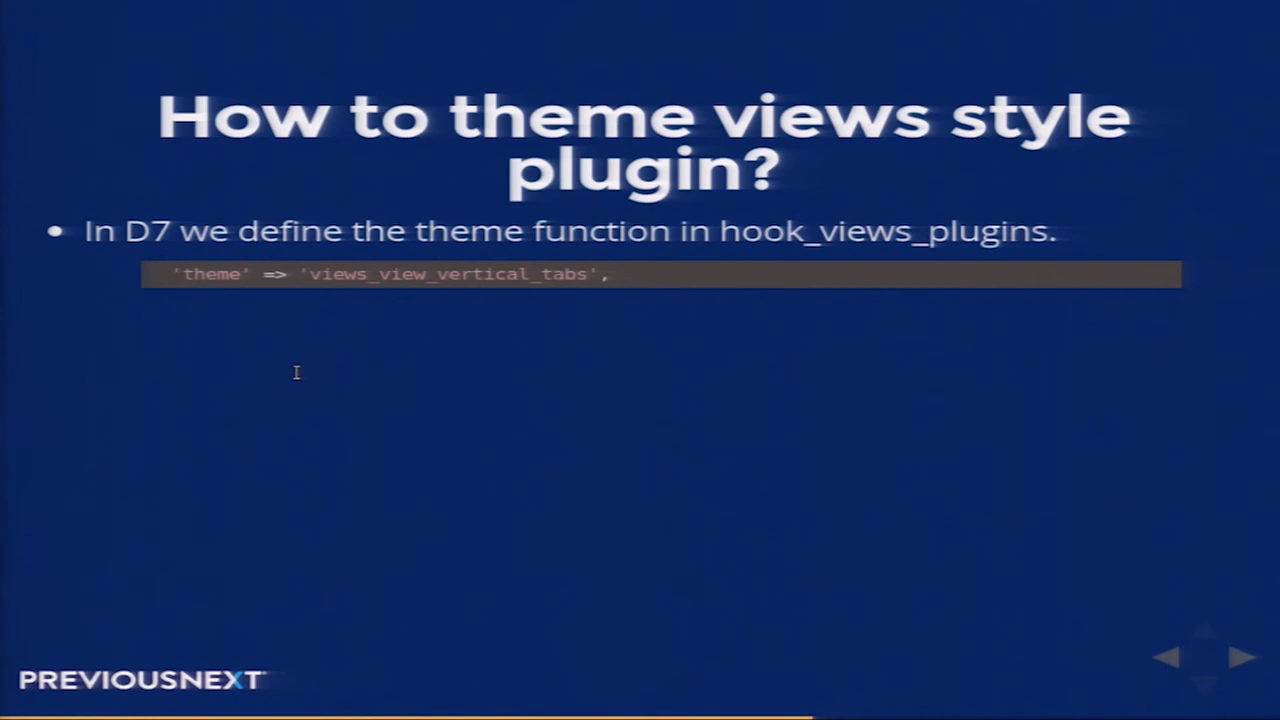 How to theme views style
plugin?
In D7 we define the theme function in hook_views_plugins.
'theme' => 'views_view_vertical_tabs',
PREVIOUSNEXT